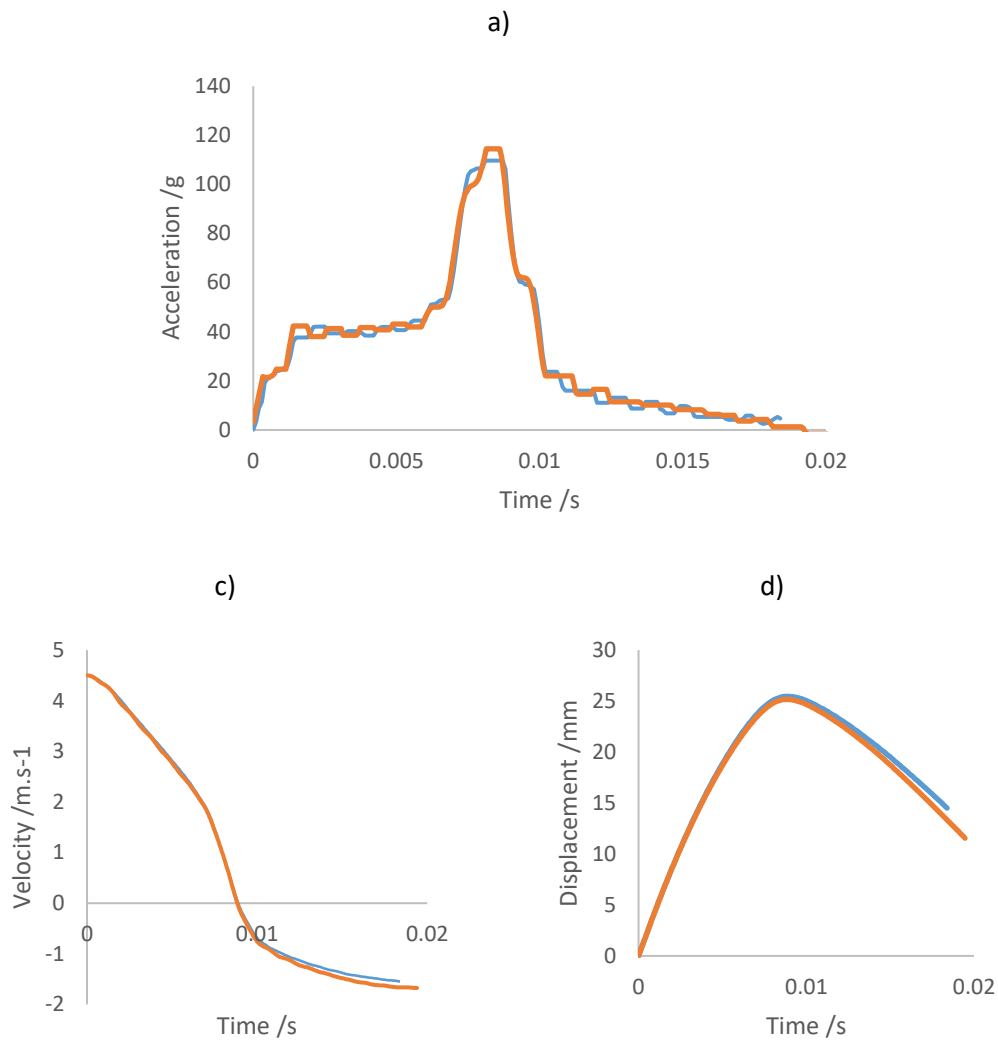 a)
140
120
100
80
60
40
20
0
Acceleration /g
0 0.005 0.01 0.015 0.02
Time /s
c)
5
4
3
2
1
0
-1
-2
Velocity /m.s-1
0 0.01 0.02
Time /s
d)
30
25
20
15
10
5
0
Displacement /mm
0 0.01 0.02
Time /s